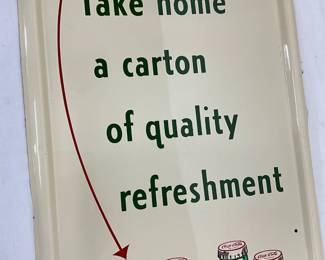 Take home
a carton
of quality
refreshment